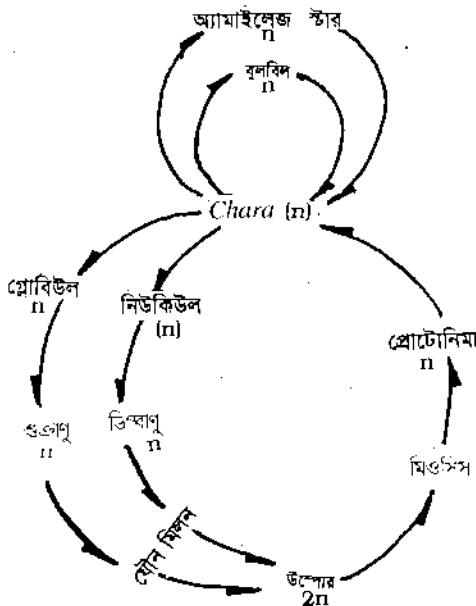 অ্যামাইলেজ স্টার
n
বুলবিল
n
Chara (n)
গ্লোবিউল
n
নিউকিউল
(n)
প্রোটোনিমা
n
শুক্রাণু
n
ডিম্বাণু
n
মিওসিস
যৌন মিলন
উস্পোর
2n